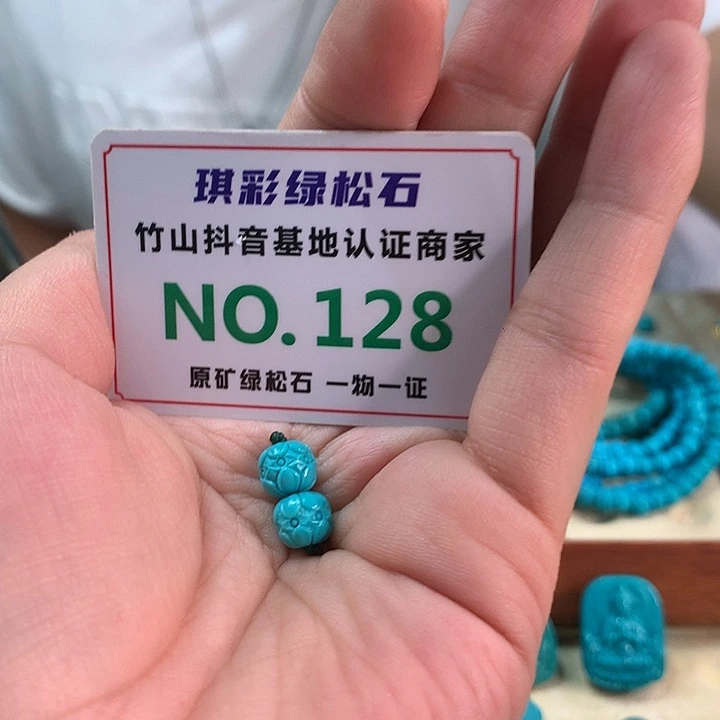 琪彩绿松石
竹山抖音基地认证商家
NO.128
原矿绿松石 一物一证